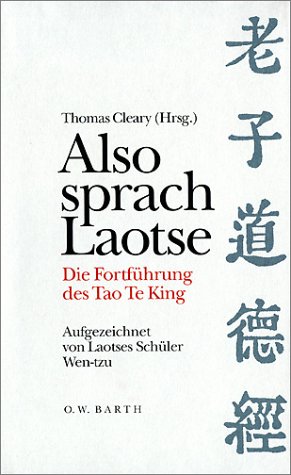 Thomas Cleary (Hrsg.)
Also
sprach
Laotse
Die Fortführung
des Tao Te King
Aufgezeichnet
von Laotses Schüler
Wen-tzu
O. W. BARTH
老子道德經